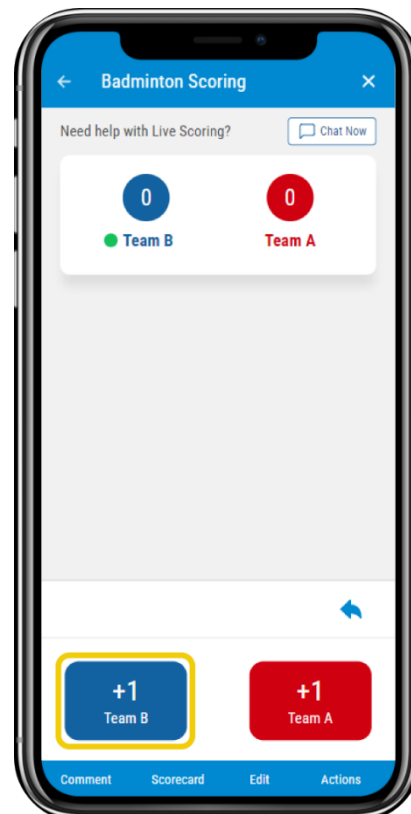 Badminton Scoring
Need help with Live Scoring?
Chat Now
0
0
Team B
Team A
+1
Team B
+1
Team A
Comment
Scorecard
Edit
Actions